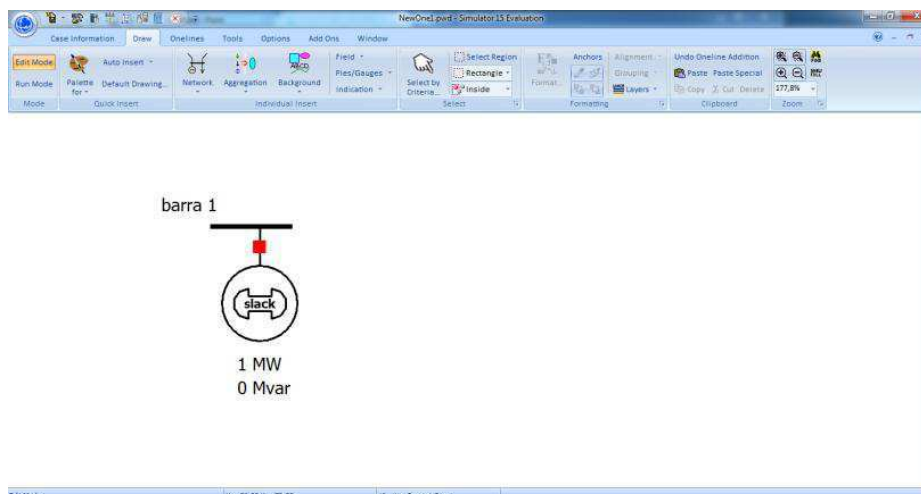 NewOne1.pwd - Simulator 15 Evaluation
Case Information Draw Onelines Tools Options Add Ons Window
Edit Mode
Run Mode
Mode
Palette for
Auto Insert
Default Drawing...
Quick Insert
Network
Aggregation
Background
ABCD
Field
Pies/Gauges
Indication
Individual Insert
Select by Criteria...
Select Region
Rectangle
Inside
Select
Format...
Anchors
Alignment
Grouping
Layers
Formatting
Undo Oneline Addition
Paste Paste Special
Copy Cut Delete
Clipboard
177,8%
Zoom
barra 1
slack
1 MW
0 Mvar